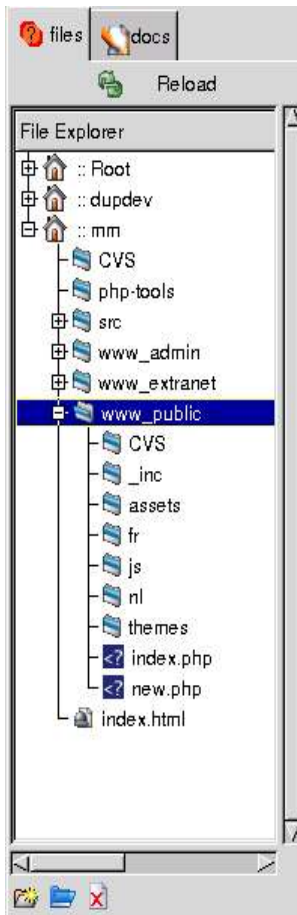 files docs
Reload
File Explorer
:: Root
:: dupdev
:: mm
CVS
php-tools
src
www_admin
www_extranet
www_public
CVS
_inc
assets
fr
js
nl
themes
index.php
new.php
index.html